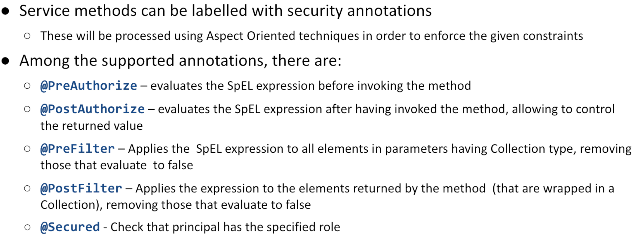 ● Service methods can be labelled with security annotations
○ These will be processed using Aspect Oriented techniques in order to enforce the given constraints
● Among the supported annotations, there are:
○ @PreAuthorize – evaluates the SpEL expression before invoking the method
○ @PostAuthorize – evaluates the SpEL expression after having invoked the method, allowing to control
the returned value
○ @PreFilter – Applies the SpEL expression to all elements in parameters having Collection type, removing
those that evaluate to false
○ @PostFilter – Applies the expression to the elements returned by the method (that are wrapped in a
Collection), removing those that evaluate to false
○ @Secured - Check that principal has the specified role